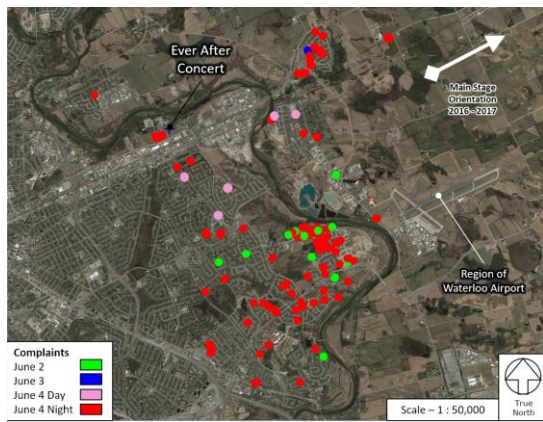 Ever After
Concert
Main Stage
Orientation
2016 - 2017
Region of
Waterloo Airport
Complaints
June 2
June 3
June 4 Day
June 4 Night
Scale – 1 : 50,000
True
North